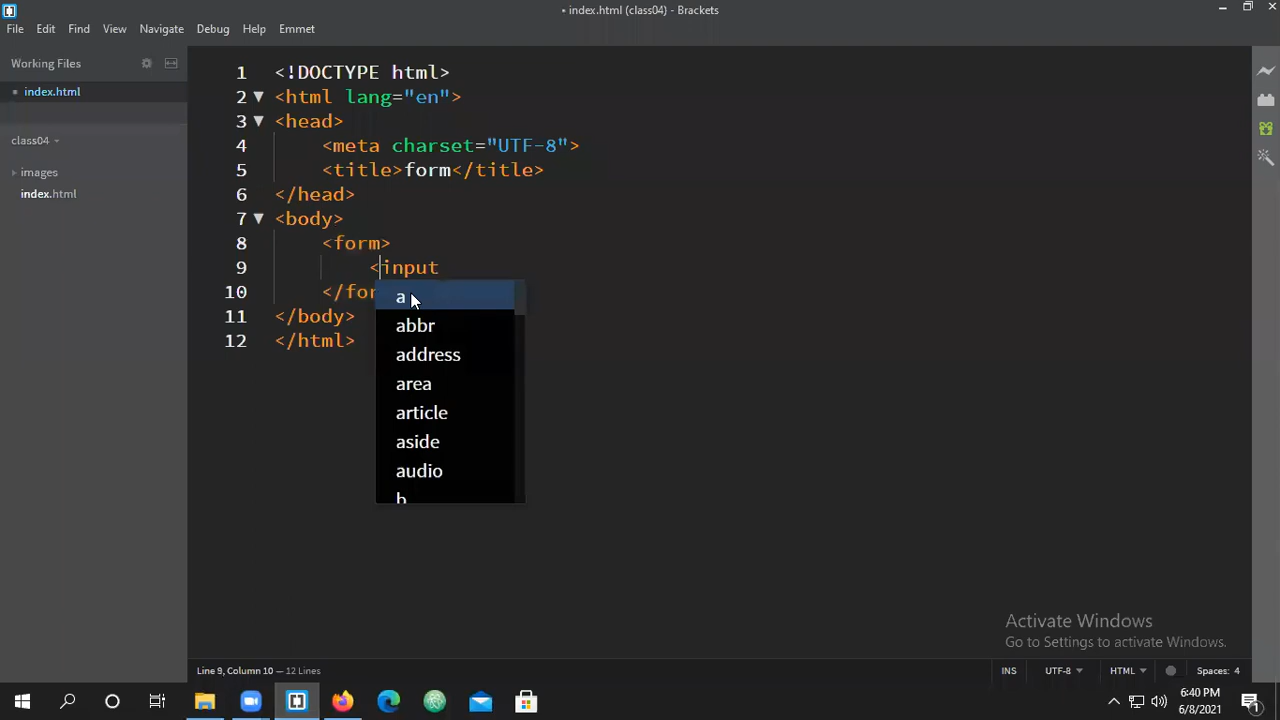 index.html (class04) - Brackets
File Edit Find View Navigate Debug Help Emmet
Working Files
index.html
class04
images
index.html
1 <!DOCTYPE html>
2 <html lang="en">
3 <head>
4 <meta charset="UTF-8">
5 <title>form</title>
6 </head>
7 <body>
8 <form>
9 <input
10 </for
11 </body>
12 </html>
a
abbr
address
area
article
aside
audio
b
Activate Windows
Go to Settings to activate Windows.
Line 9, Column 10 — 12 Lines
INS UTF-8 HTML Spaces: 4
6:40 PM
6/8/2021
1